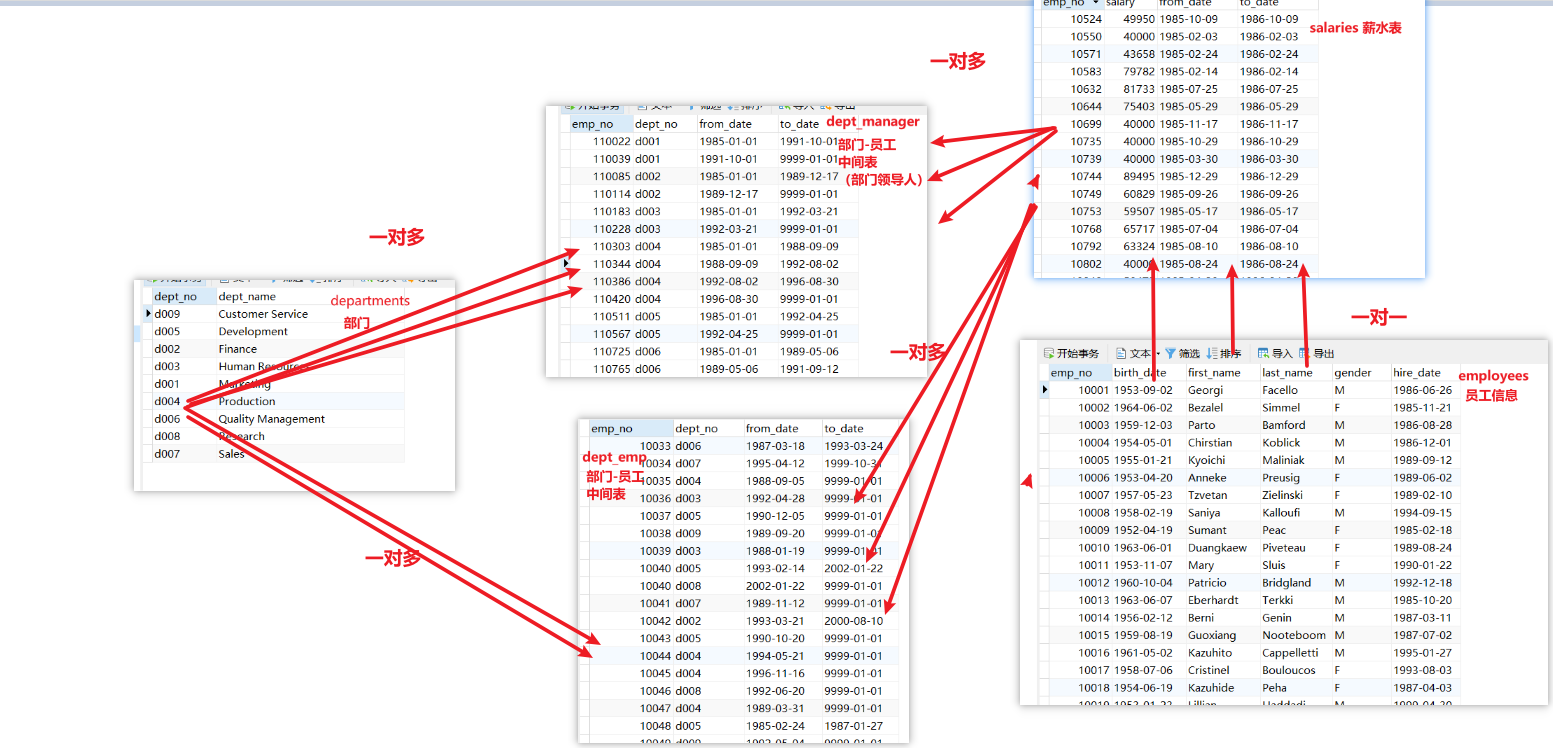 emp_no salary from_date to_date
10524 49950 1985-10-09 1986-10-09
10550 40000 1985-02-03 1986-02-03
10571 43658 1985-02-24 1986-02-24
10583 79782 1985-02-14 1986-02-14
10632 81733 1985-07-25 1986-07-25
10644 75403 1985-05-29 1986-05-29
10699 40000 1985-11-17 1986-11-17
10735 40000 1985-10-29 1986-10-29
10739 40000 1985-03-30 1986-03-30
10744 89495 1985-12-29 1986-12-29
10749 60829 1985-09-26 1986-09-26
10753 59507 1985-05-17 1986-05-17
10768 65717 1985-07-04 1986-07-04
10792 63324 1985-08-10 1986-08-10
10802 40000 1985-08-24 1986-08-24
salaries 薪水表
一对多
开始事务 文本 筛选 排序 导入 导出
emp_no dept_no from_date to_date
110022 d001 1985-01-01 1991-10-01
110039 d001 1991-10-01 9999-01-01
110085 d002 1985-01-01 1989-12-17
110114 d002 1989-12-17 9999-01-01
110183 d003 1985-01-01 1992-03-21
110228 d003 1992-03-21 9999-01-01
110303 d004 1985-01-01 1988-09-09
110344 d004 1988-09-09 1992-08-02
110386 d004 1992-08-02 1996-08-30
110420 d004 1996-08-30 9999-01-01
110511 d005 1985-01-01 1992-04-25
110567 d005 1992-04-25 9999-01-01
110725 d006 1985-01-01 1989-05-06
110765 d006 1989-05-06 1991-09-12
dept_manager
部门-员工
中间表
（部门领导人）
一对多
dept_no dept_name
d009 Customer Service
d005 Development
d002 Finance
d003 Human Resources
d001 Marketing
d004 Production
d006 Quality Management
d008 Research
d007 Sales
departments
部门
一对多
一对多
emp_no dept_no from_date to_date
10033 d006 1987-03-18 1993-03-24
10034 d007 1995-04-12 1999-10-31
10035 d004 1988-09-05 9999-01-01
10036 d003 1992-04-28 9999-01-01
10037 d005 1990-12-05 9999-01-01
10038 d009 1989-09-20 9999-01-01
10039 d003 1988-01-19 9999-01-01
10040 d005 1993-02-14 2002-01-22
10040 d008 2002-01-22 9999-01-01
10041 d007 1989-11-12 9999-01-01
10042 d002 1993-03-21 2000-08-10
10043 d005 1990-10-20 9999-01-01
10044 d004 1994-05-21 9999-01-01
10045 d004 1996-11-16 9999-01-01
10046 d008 1992-06-20 9999-01-01
10047 d004 1989-03-31 9999-01-01
10048 d005 1985-02-24 1987-01-27
dept_emp
部门-员工
中间表
一对一
开始事务 文本 筛选 排序 导入 导出
emp_no birth_date first_name last_name gender hire_date
10001 1953-09-02 Georgi Facello M 1986-06-26
10002 1964-06-02 Bezalel Simmel F 1985-11-21
10003 1959-12-03 Parto Bamford M 1986-08-28
10004 1954-05-01 Chirstian Koblick M 1986-12-01
10005 1955-01-21 Kyoichi Maliniak M 1989-09-12
10006 1953-04-20 Anneke Preusig F 1989-06-02
10007 1957-05-23 Tzvetan Zielinski F 1989-02-10
10008 1958-02-19 Saniya Kalloufi M 1994-09-15
10009 1952-04-19 Sumant Peac F 1985-02-18
10010 1963-06-01 Duangkaew Piveteau F 1989-08-24
10011 1953-11-07 Mary Sluis F 1990-01-22
10012 1960-10-04 Patricio Bridgland M 1992-12-18
10013 1963-06-07 Eberhardt Terkki M 1985-10-20
10014 1956-02-12 Berni Genin M 1987-03-11
10015 1959-08-19 Guoxiang Nooteboom M 1987-07-02
10016 1961-05-02 Kazuhito Cappelletti M 1995-01-27
10017 1958-07-06 Cristinel Bouloucos F 1993-08-03
10018 1954-06-19 Kazuhide Peha F 1987-04-03
employees
员工信息